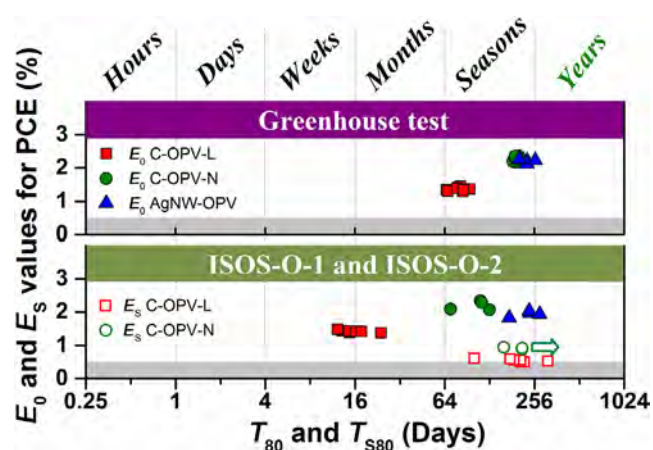 Hours Days Weeks Months Seasons Years
Greenhouse test
3
2
1
0
E₀ C-OPV-L
E₀ C-OPV-N
E₀ AgNW-OPV
ISOS-O-1 and ISOS-O-2
3
2
1
0
Eₛ C-OPV-L
Eₛ C-OPV-N
0.25 1 4 16 64 256 1024
T₈₀ and Tₛ₈₀ (Days)
E₀ and Eₛ values for PCE (%)